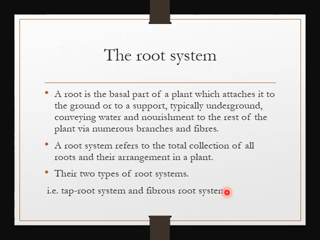 The root system
• A root is the basal part of a plant which attaches it to
the ground or to a support, typically underground,
conveying water and nourishment to the rest of the
plant via numerous branches and fibres.
• A root system refers to the total collection of all
roots and their arrangement in a plant.
• Their two types of root systems.
i.e. tap-root system and fibrous root system